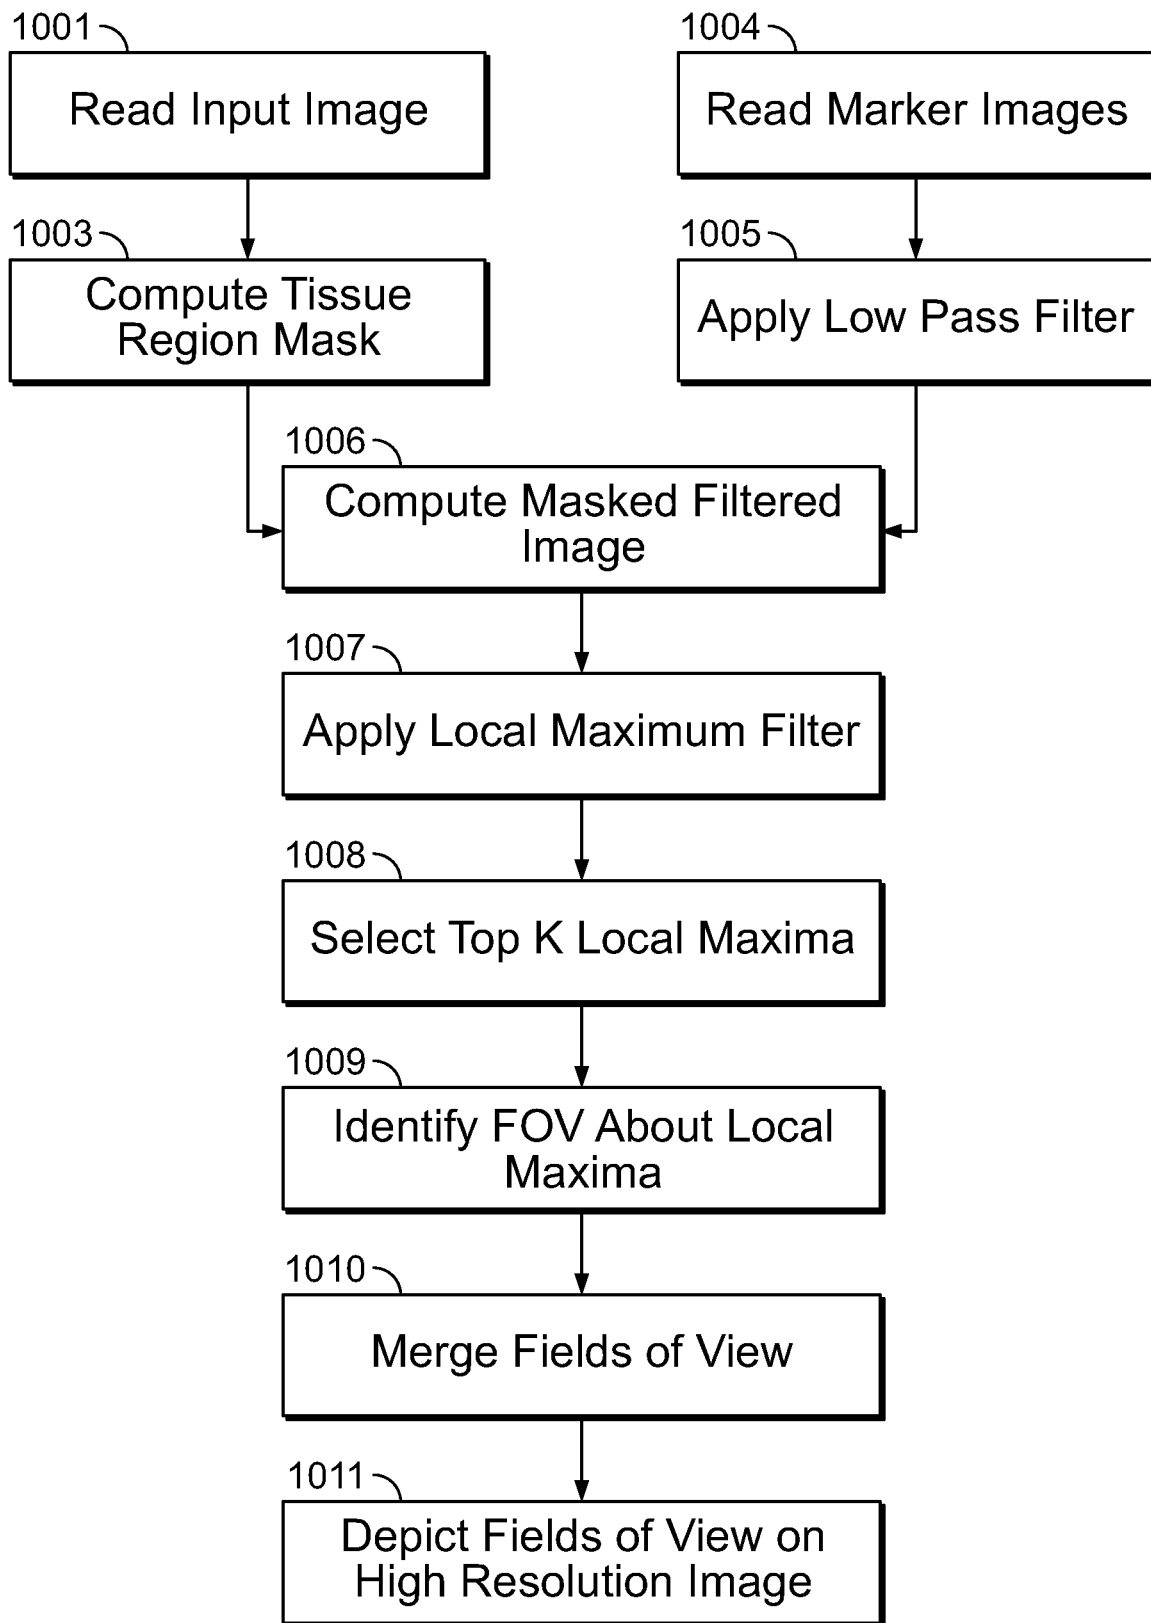 1001
Read Input Image
1004
Read Marker Images
1003
Compute Tissue
Region Mask
1005
Apply Low Pass Filter
1006
Compute Masked Filtered
Image
1007
Apply Local Maximum Filter
1008
Select Top K Local Maxima
1009
Identify FOV About Local
Maxima
1010
Merge Fields of View
1011
Depict Fields of View on
High Resolution Image